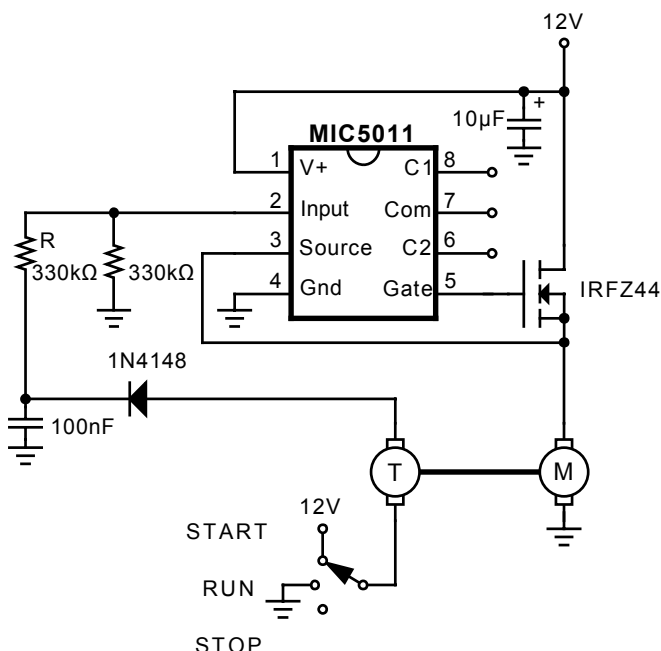 12V
+
10µF
MIC5011
1 V+ C1 8
2 Input Com 7
3 Source C2 6
4 Gnd Gate 5
R
330kΩ 330kΩ
IRFZ44
1N4148
100nF
T M
12V
START
RUN
STOP